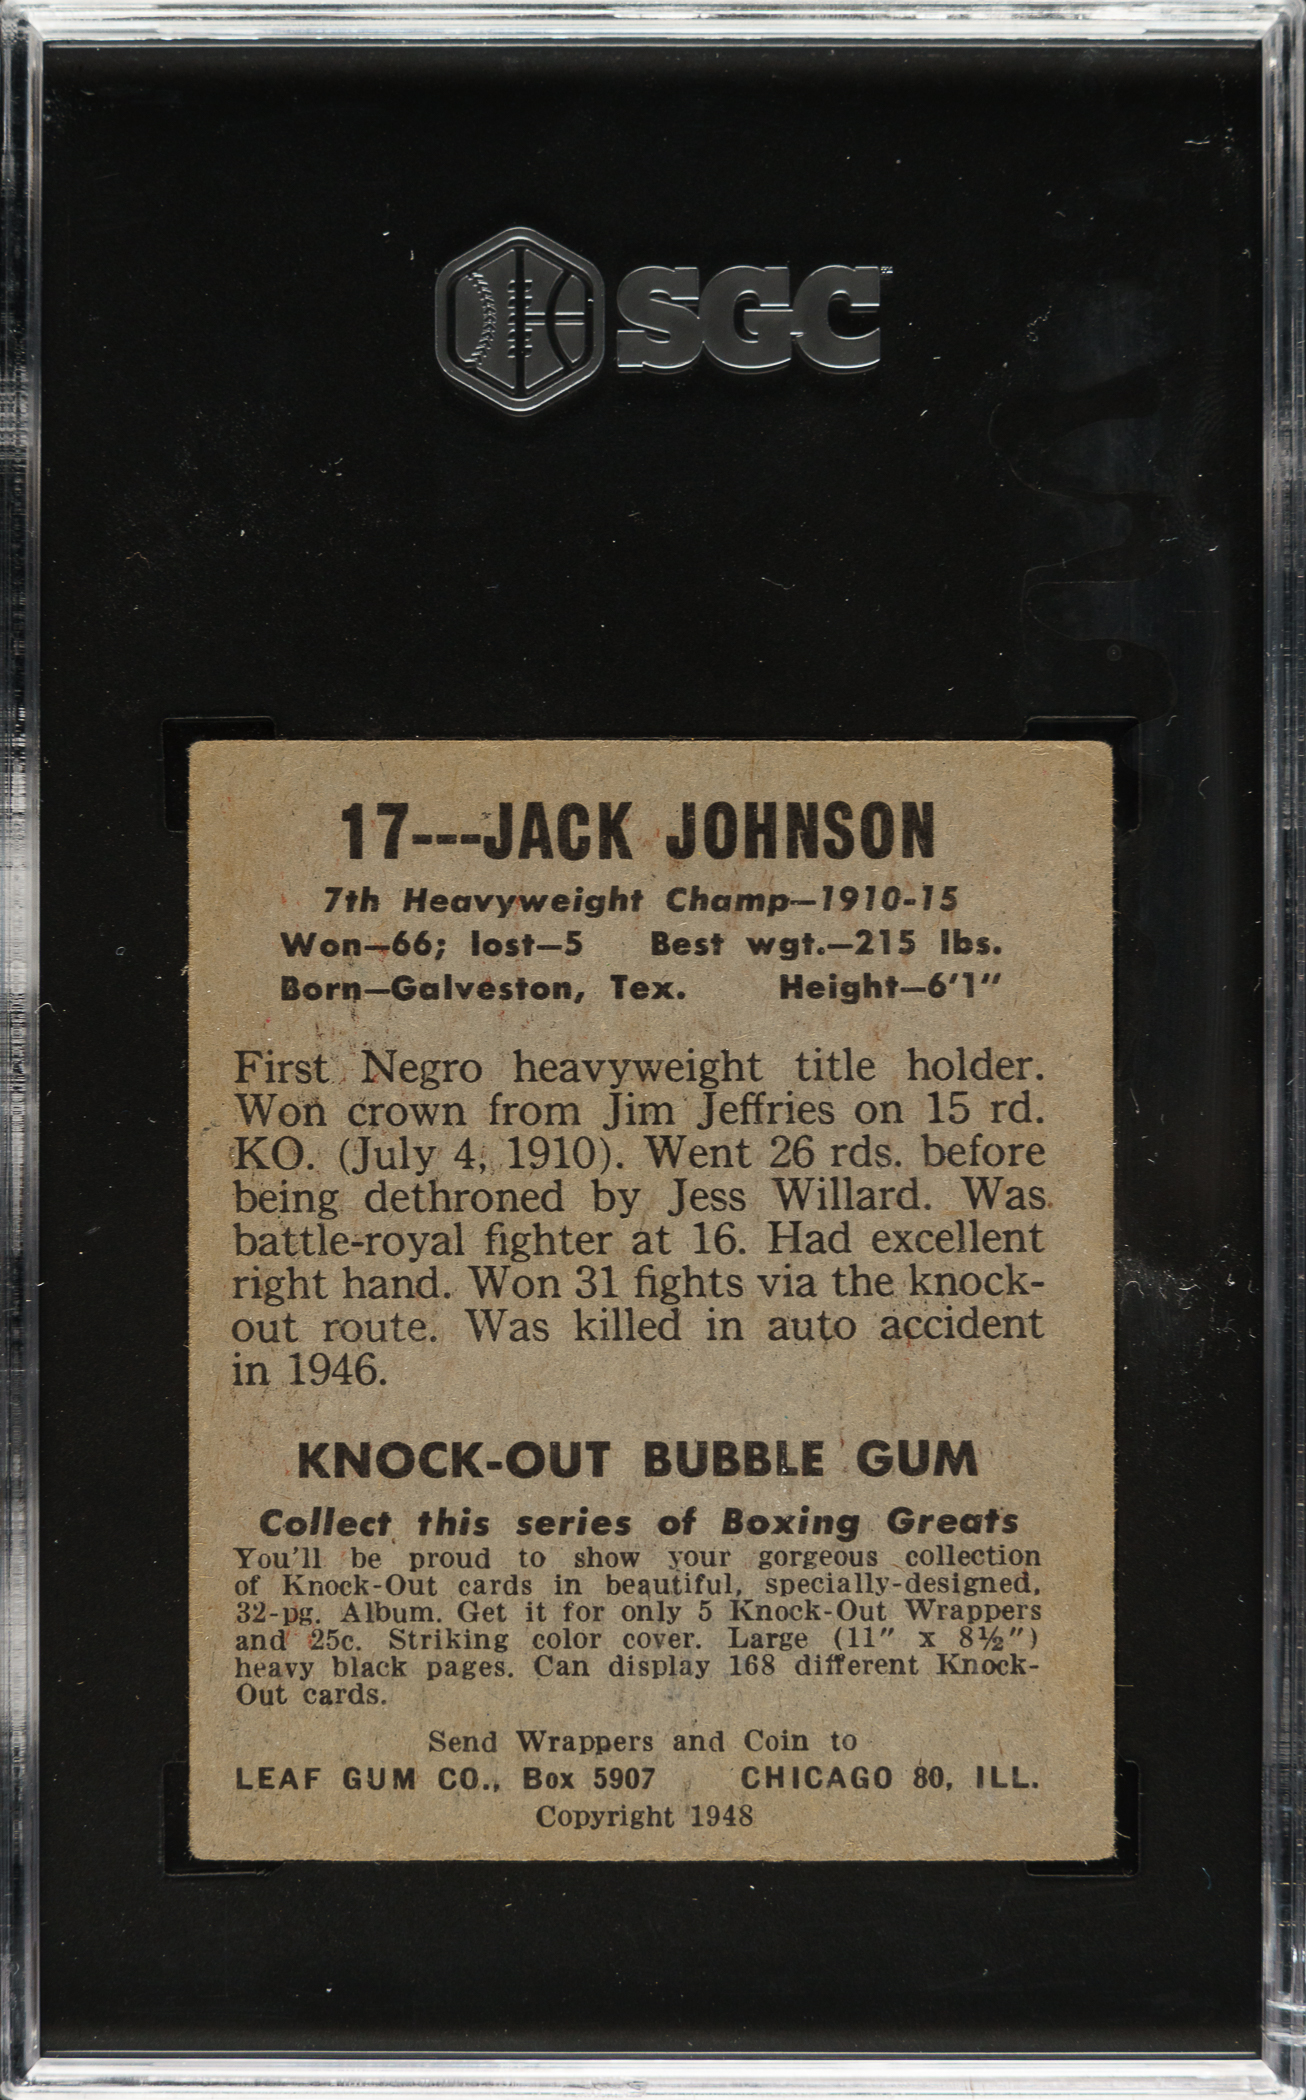 SGC
17---JACK JOHNSON
7th Heavyweight Champ—1910-15
Won—66; lost—5 Best wgt.—215 lbs.
Born—Galveston, Tex. Height—6'1"
First Negro heavyweight title holder.
Won crown from Jim Jeffries on 15 rd.
KO. (July 4, 1910). Went 26 rds. before
being dethroned by Jess Willard. Was
battle-royal fighter at 16. Had excellent
right hand. Won 31 fights via the knock-
out route. Was killed in auto accident
in 1946.
KNOCK-OUT BUBBLE GUM
Collect this series of Boxing Greats
You'll be proud to show your gorgeous collection
of Knock-Out cards in beautiful, specially-designed,
32-pg. Album. Get it for only 5 Knock-Out Wrappers
and 25c. Striking color cover. Large (11" x 8½")
heavy black pages. Can display 168 different Knock-
Out cards.
Send Wrappers and Coin to
LEAF GUM CO., Box 5907 CHICAGO 80, ILL.
Copyright 1948